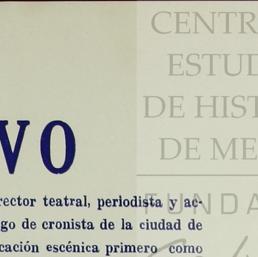 CENTR
ESTUD
DE HIST
DE ME
FUNDA
VO
rector teatral, periodista y ac-
go de cronista de la ciudad de
cación escénica primero como